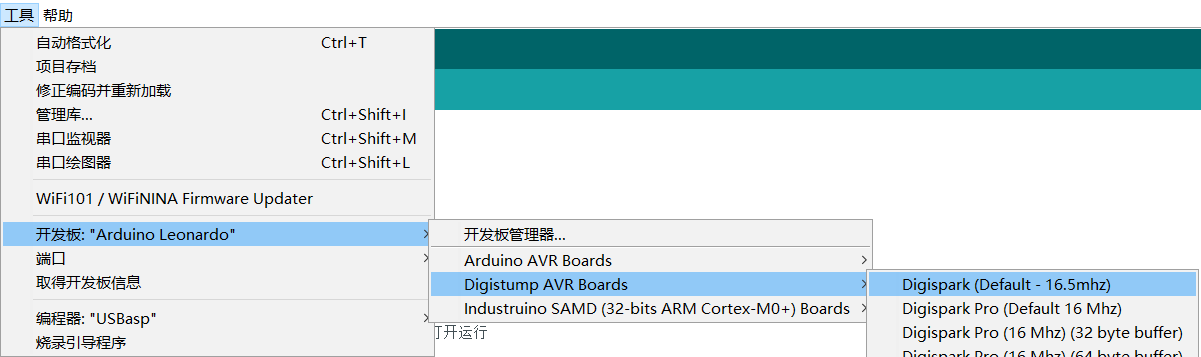 工具 帮助
自动格式化 Ctrl+T
项目存档
修正编码并重新加载
管理库... Ctrl+Shift+I
串口监视器 Ctrl+Shift+M
串口绘图器 Ctrl+Shift+L
WiFi101 / WiFiNINA Firmware Updater
开发板: "Arduino Leonardo"
端口
取得开发板信息
编程器: "USBasp"
烧录引导程序
开发板管理器...
Arduino AVR Boards
Digistump AVR Boards
Industruino SAMD (32-bits ARM Cortex-M0+) Boards
打开运行
Digispark (Default - 16.5mhz)
Digispark Pro (Default 16 Mhz)
Digispark Pro (16 Mhz) (32 byte buffer)
Digispark Pro (16 Mhz) (64 byte buffer)